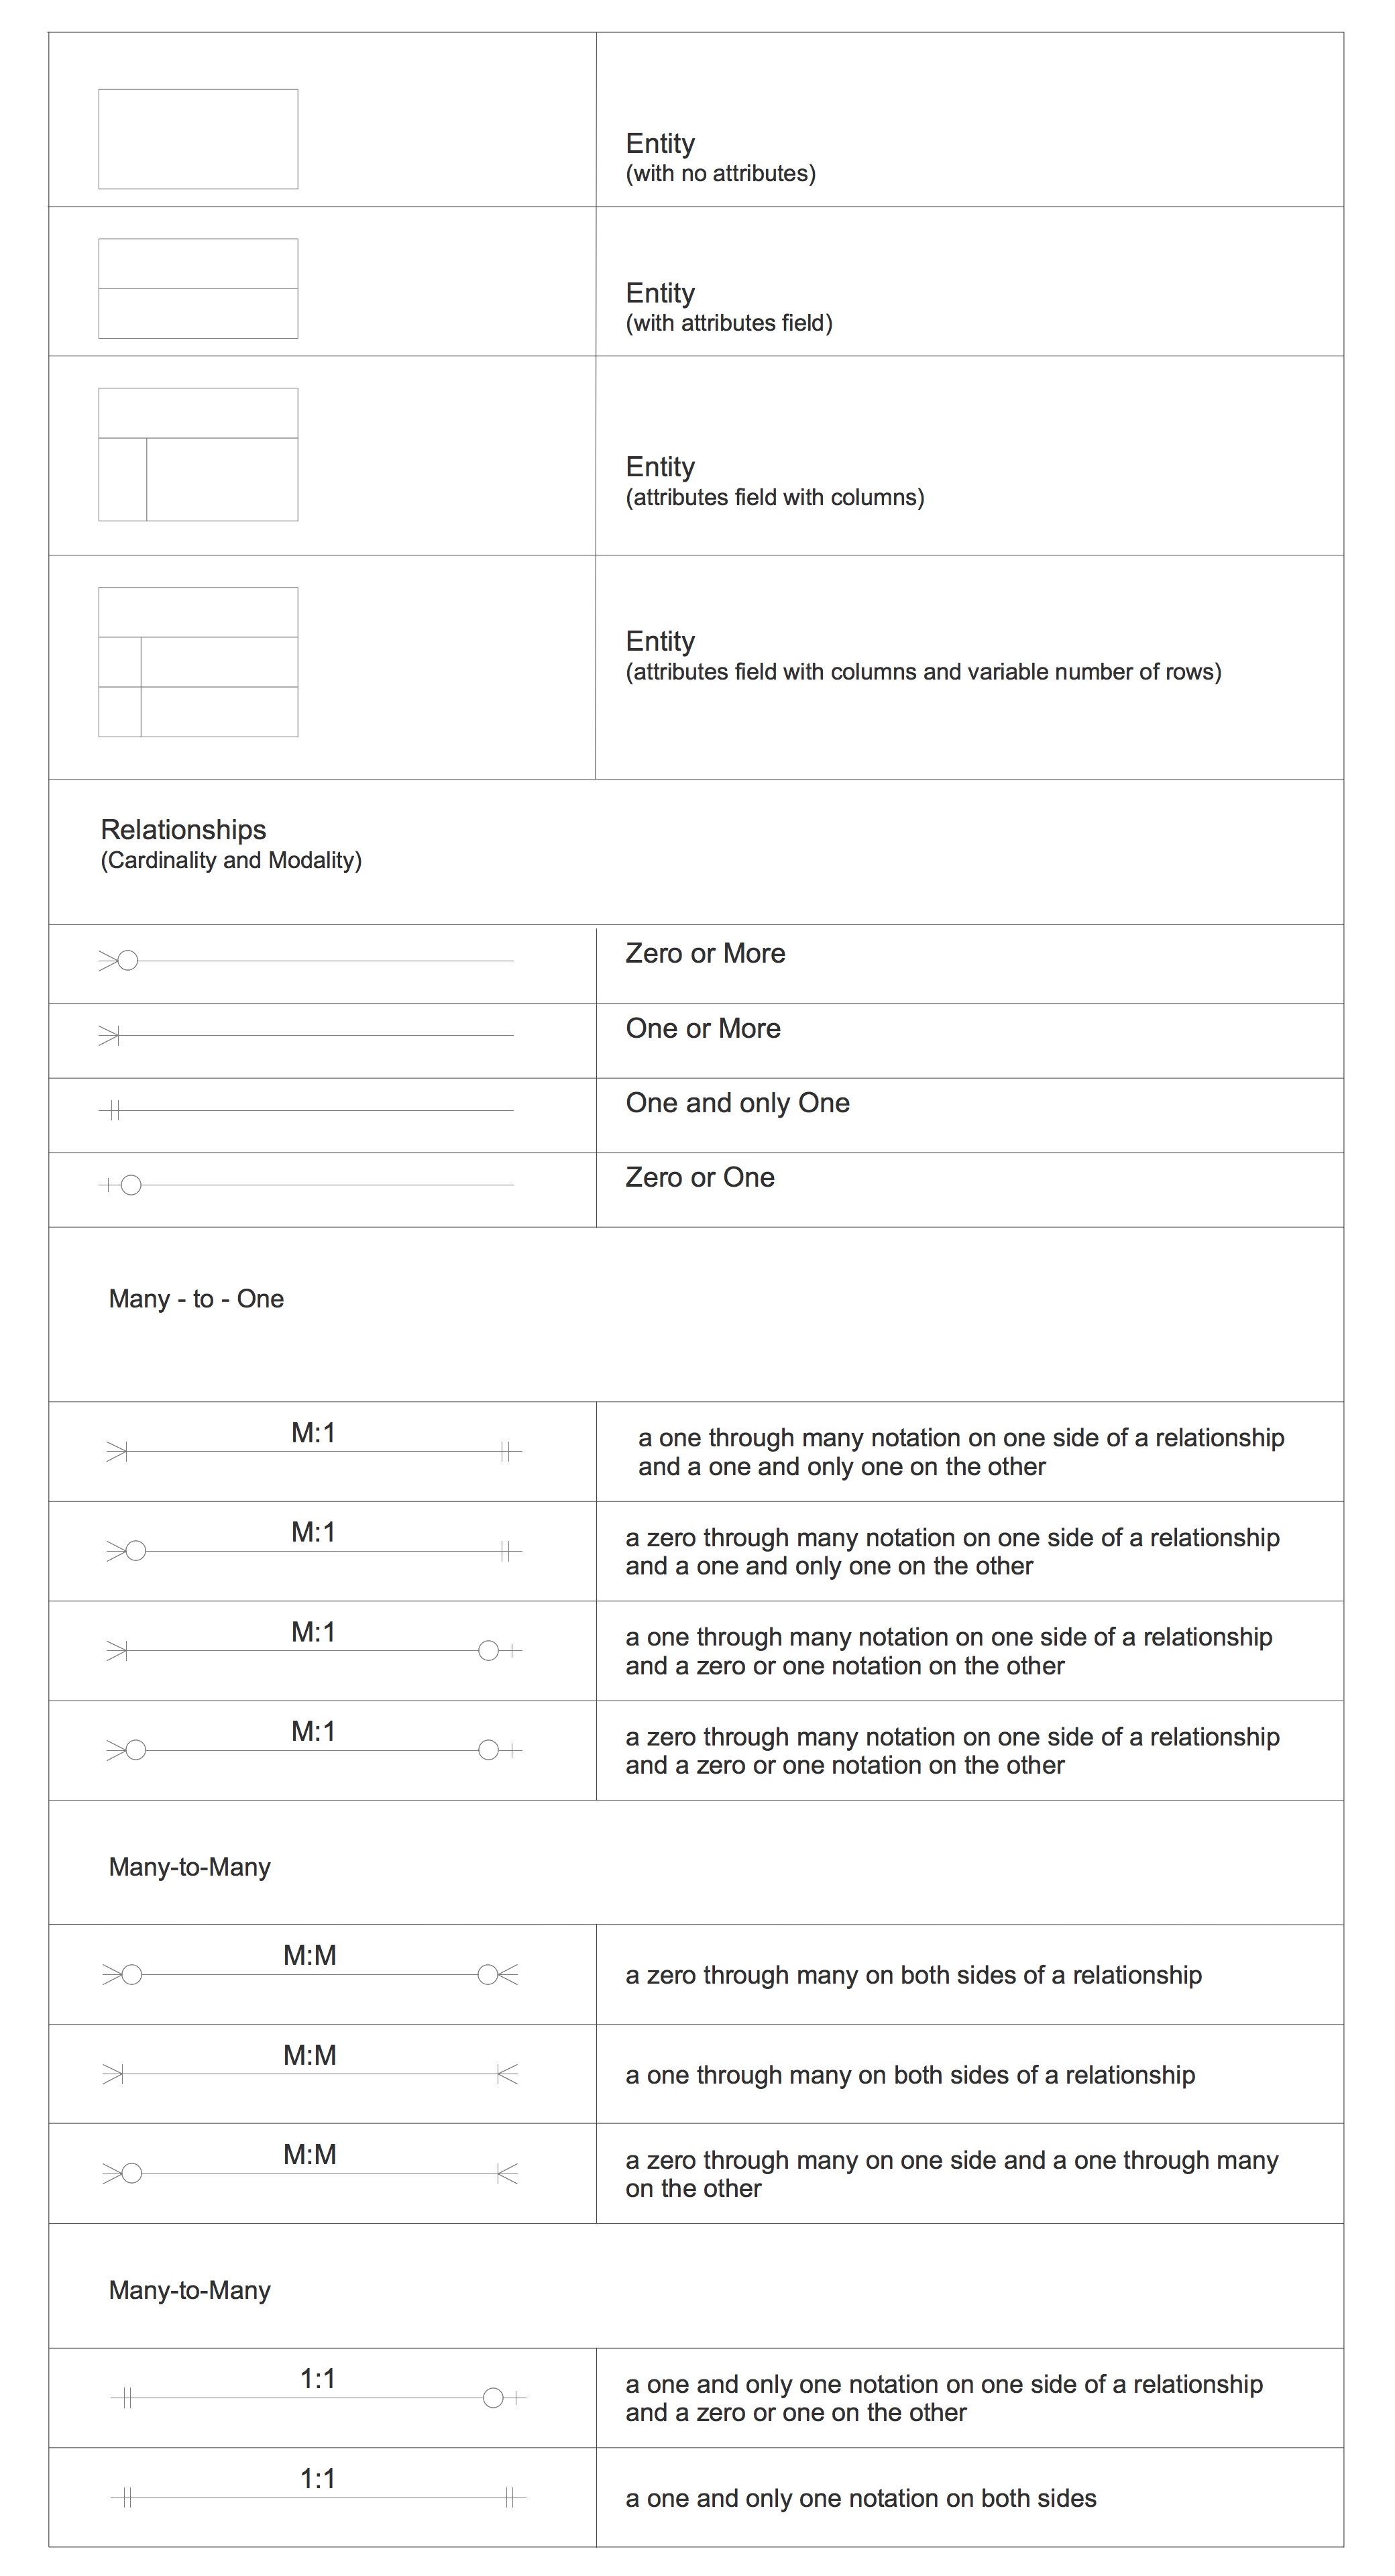 Entity
(with no attributes)
Entity
(with attributes field)
Entity
(attributes field with columns)
Entity
(attributes field with columns and variable number of rows)
Relationships
(Cardinality and Modality)
Zero or More
One or More
One and only One
Zero or One
Many - to - One
M:1
a one through many notation on one side of a relationship
and a one and only one on the other
M:1
a zero through many notation on one side of a relationship
and a one and only one on the other
M:1
a one through many notation on one side of a relationship
and a zero or one notation on the other
M:1
a zero through many notation on one side of a relationship
and a zero or one notation on the other
Many-to-Many
M:M
a zero through many on both sides of a relationship
M:M
a one through many on both sides of a relationship
M:M
a zero through many on one side and a one through many
on the other
Many-to-Many
1:1
a one and only one notation on one side of a relationship
and a zero or one on the other
1:1
a one and only one notation on both sides